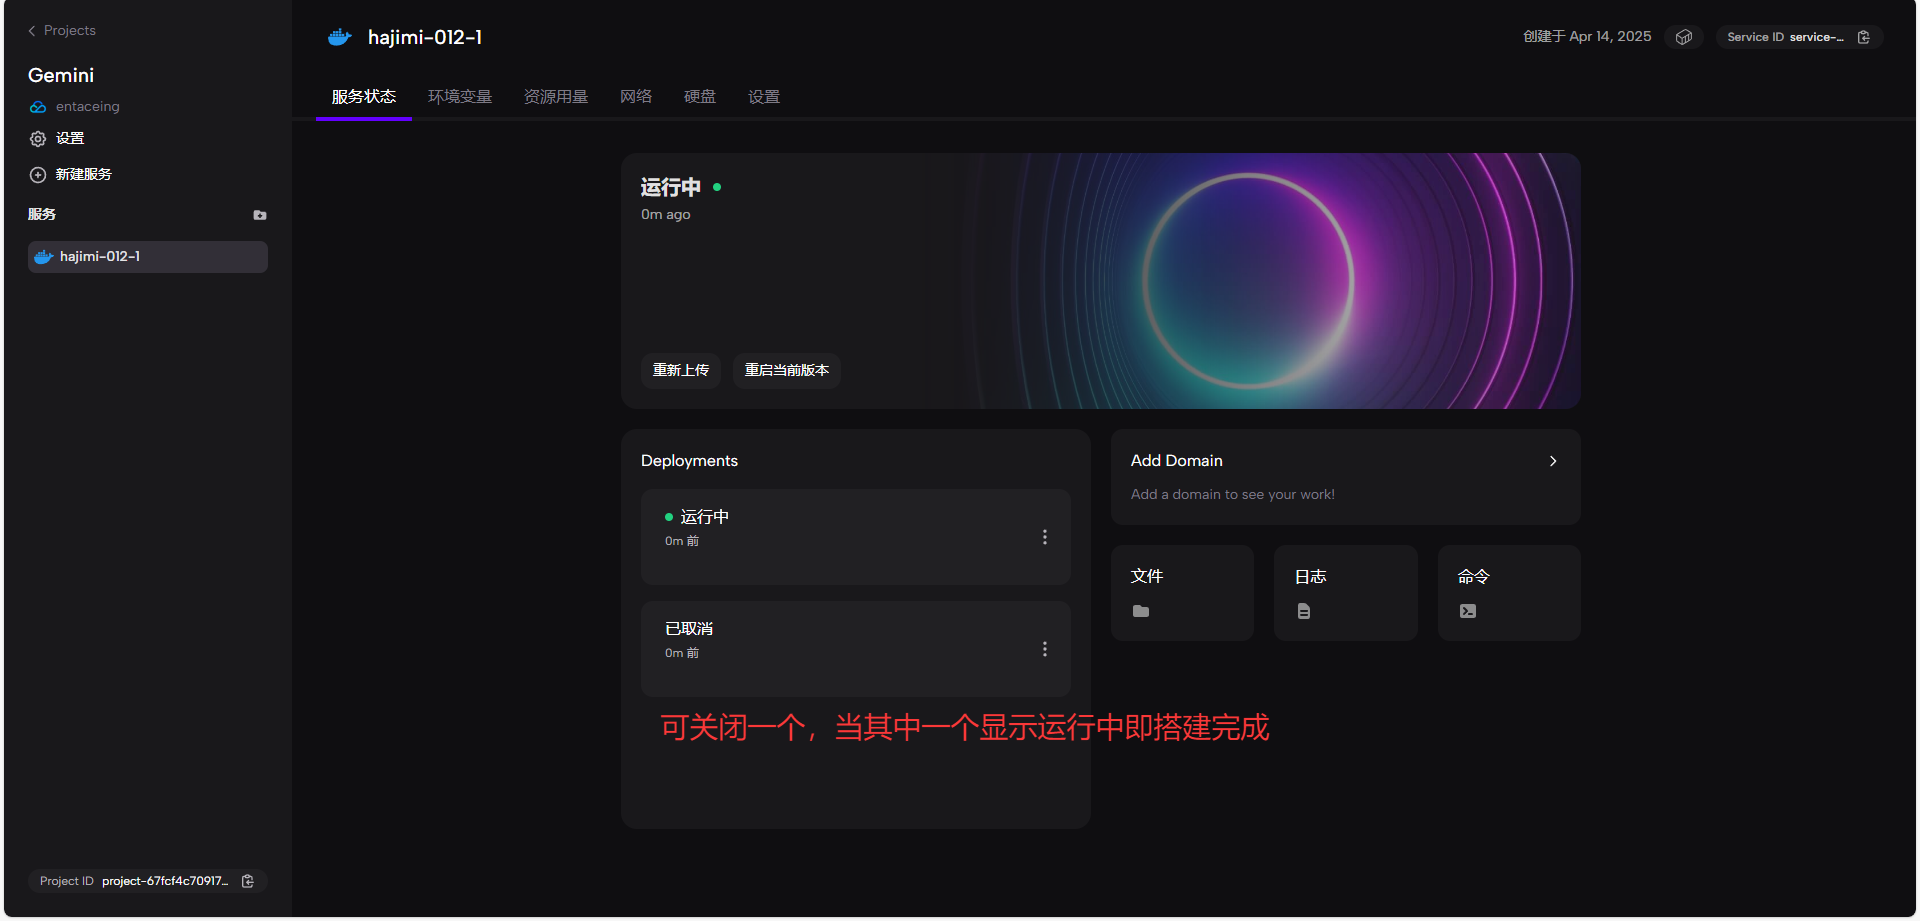 Projects
Gemini
entaceing
设置
新建服务
服务
hajimi-012-1
Project ID project-67fcf4c70917...
hajimi-012-1
创建于 Apr 14, 2025
Service ID service-...
服务状态 环境变量 资源用量 网络 硬盘 设置
运行中
0m ago
重新上传 重启当前版本
Deployments
运行中
0m 前
已取消
0m 前
Add Domain
Add a domain to see your work!
文件 日志 命令
可关闭一个，当其中一个显示运行中即搭建完成